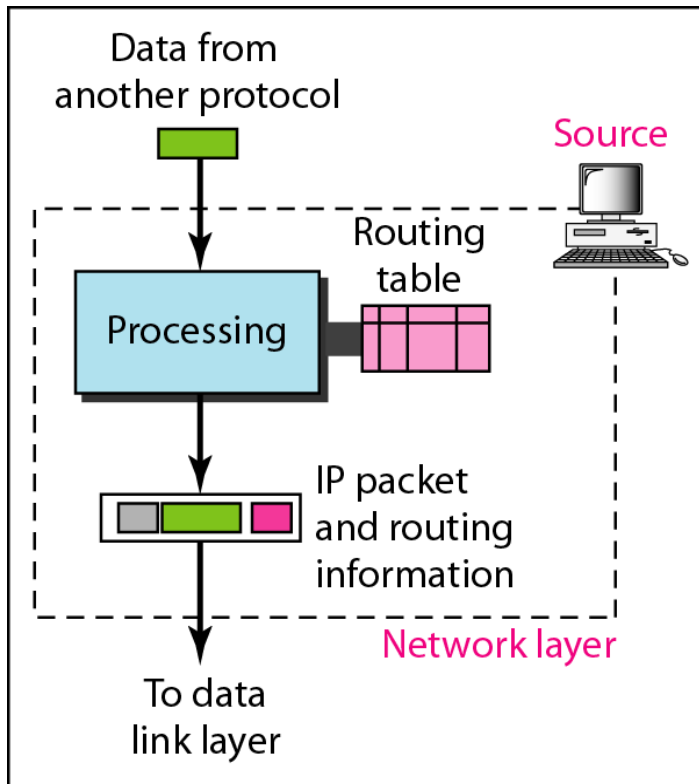 Data from
another protocol
Source
Routing
table
Processing
IP packet
and routing
information
Network layer
To data
link layer